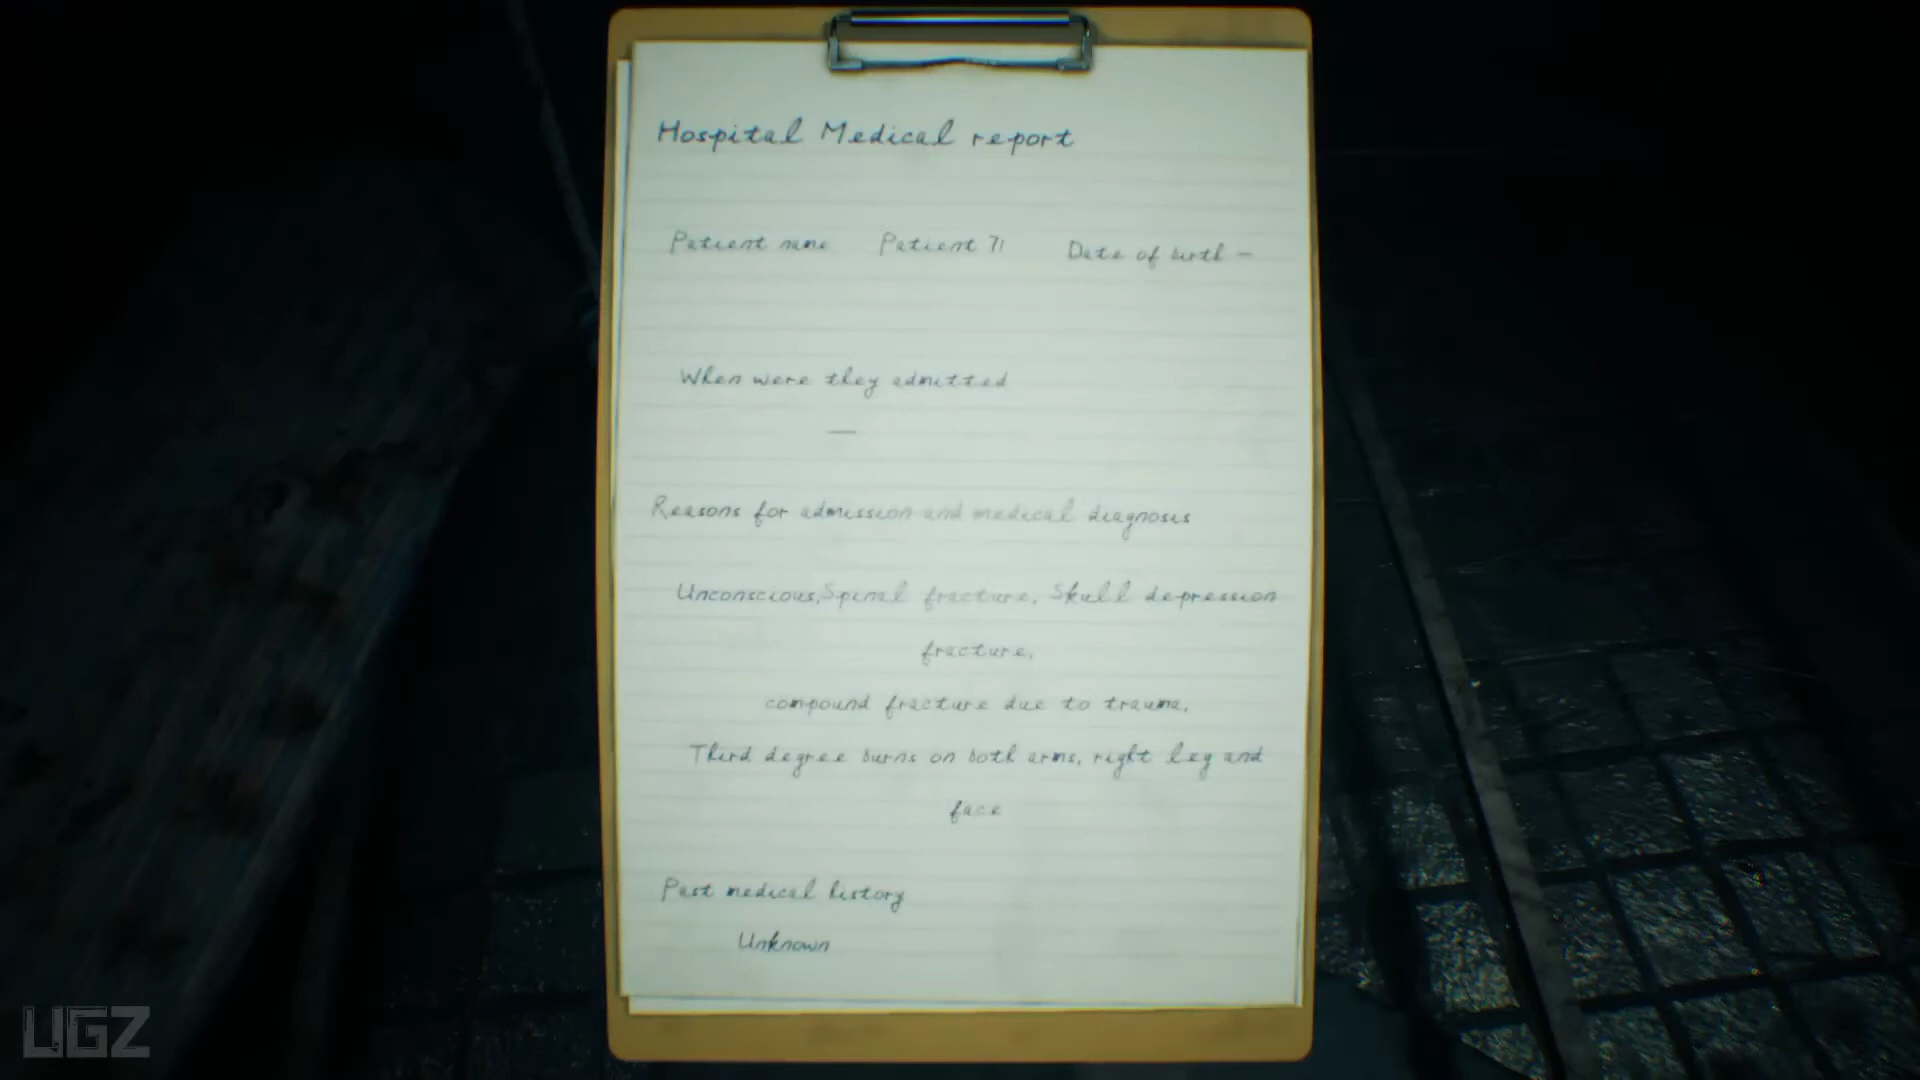 Hospital Medical report
Patient name Patient 71 Date of birth -
When were they admitted
—
Reasons for admission and medical diagnosis
Unconscious,Spinal fracture, Skull depression
fracture,
compound fracture due to trauma,
Third degree burns on both arms, right leg and
face
Past medical history
Unknown
UGZ